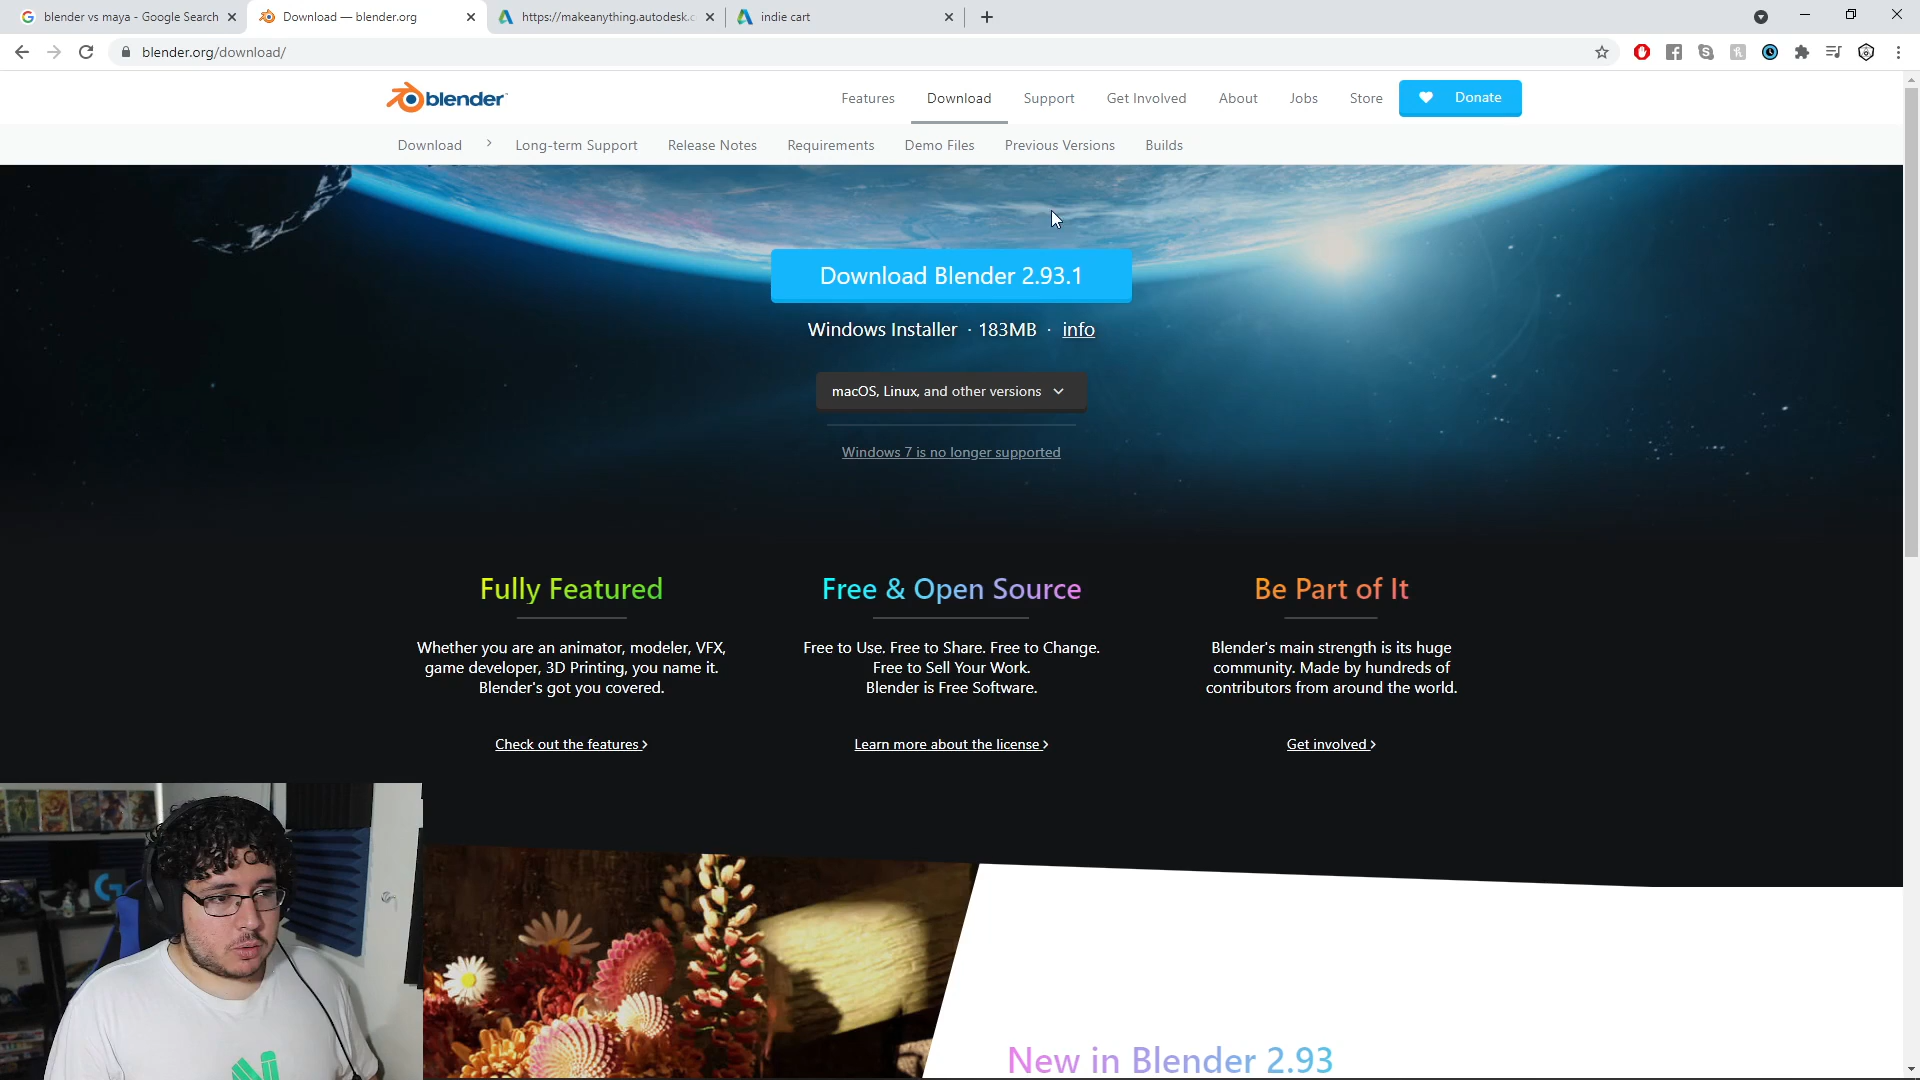 blender vs maya - Google Search
Download — blender.org
https://makeanything.autodesk.c
indie cart
blender.org/download/
blender
Features
Download
Support
Get Involved
About
Jobs
Store
Donate
Download
Long-term Support
Release Notes
Requirements
Demo Files
Previous Versions
Builds
Download Blender 2.93.1
Windows Installer · 183MB · info
macOS, Linux, and other versions
Windows 7 is no longer supported
Fully Featured
Whether you are an animator, modeler, VFX,
game developer, 3D Printing, you name it.
Blender's got you covered.
Check out the features ›
Free & Open Source
Free to Use. Free to Share. Free to Change.
Free to Sell Your Work.
Blender is Free Software.
Learn more about the license ›
Be Part of It
Blender's main strength is its huge
community. Made by hundreds of
contributors from around the world.
Get involved ›
New in Blender 2.93